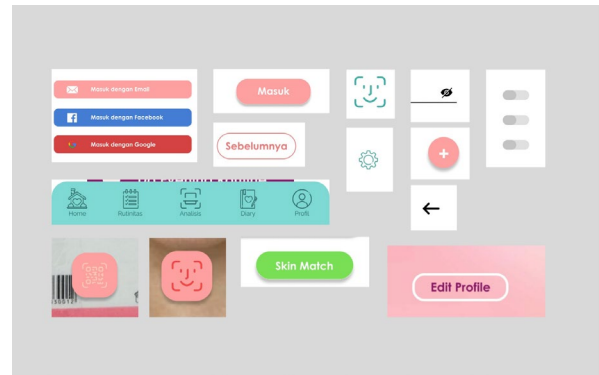 Masuk dengan Email
Masuk dengan Facebook
Masuk dengan Google
Masuk
Sebelumnya
Home
Rutinitas
Analisis
Diary
Profil
Skin Match
Edit Profile